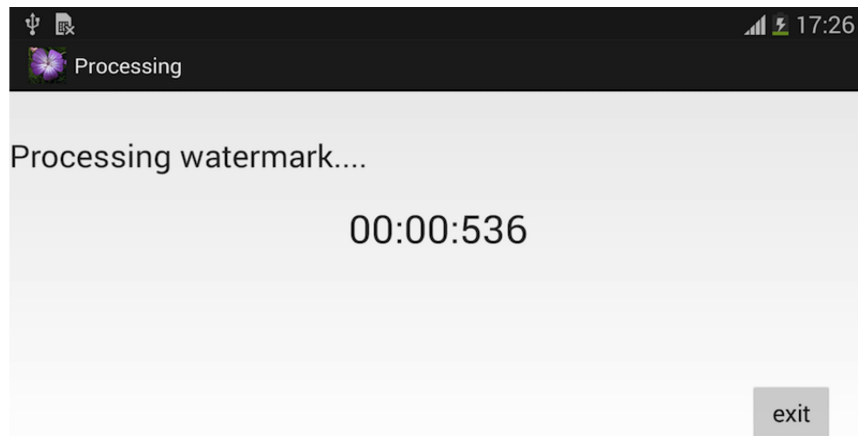 17:26
Processing
Processing watermark....
00:00:536
exit